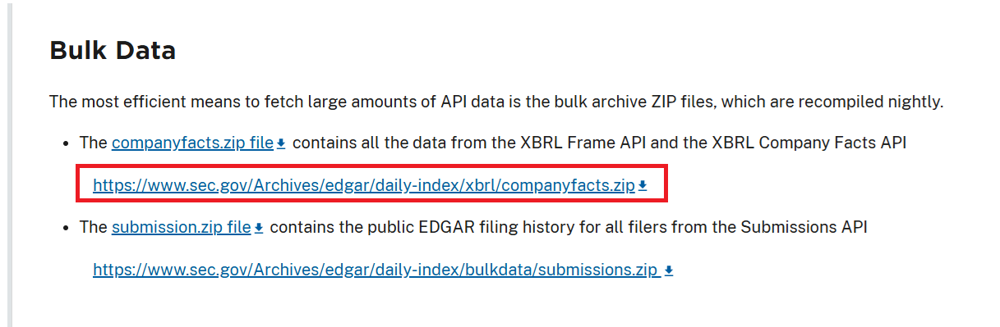 Bulk Data
The most efficient means to fetch large amounts of API data is the bulk archive ZIP files, which are recompiled nightly.
• The companyfacts.zip file contains all the data from the XBRL Frame API and the XBRL Company Facts API
https://www.sec.gov/Archives/edgar/daily-index/xbrl/companyfacts.zip
• The submission.zip file contains the public EDGAR filing history for all filers from the Submissions API
https://www.sec.gov/Archives/edgar/daily-index/bulkdata/submissions.zip